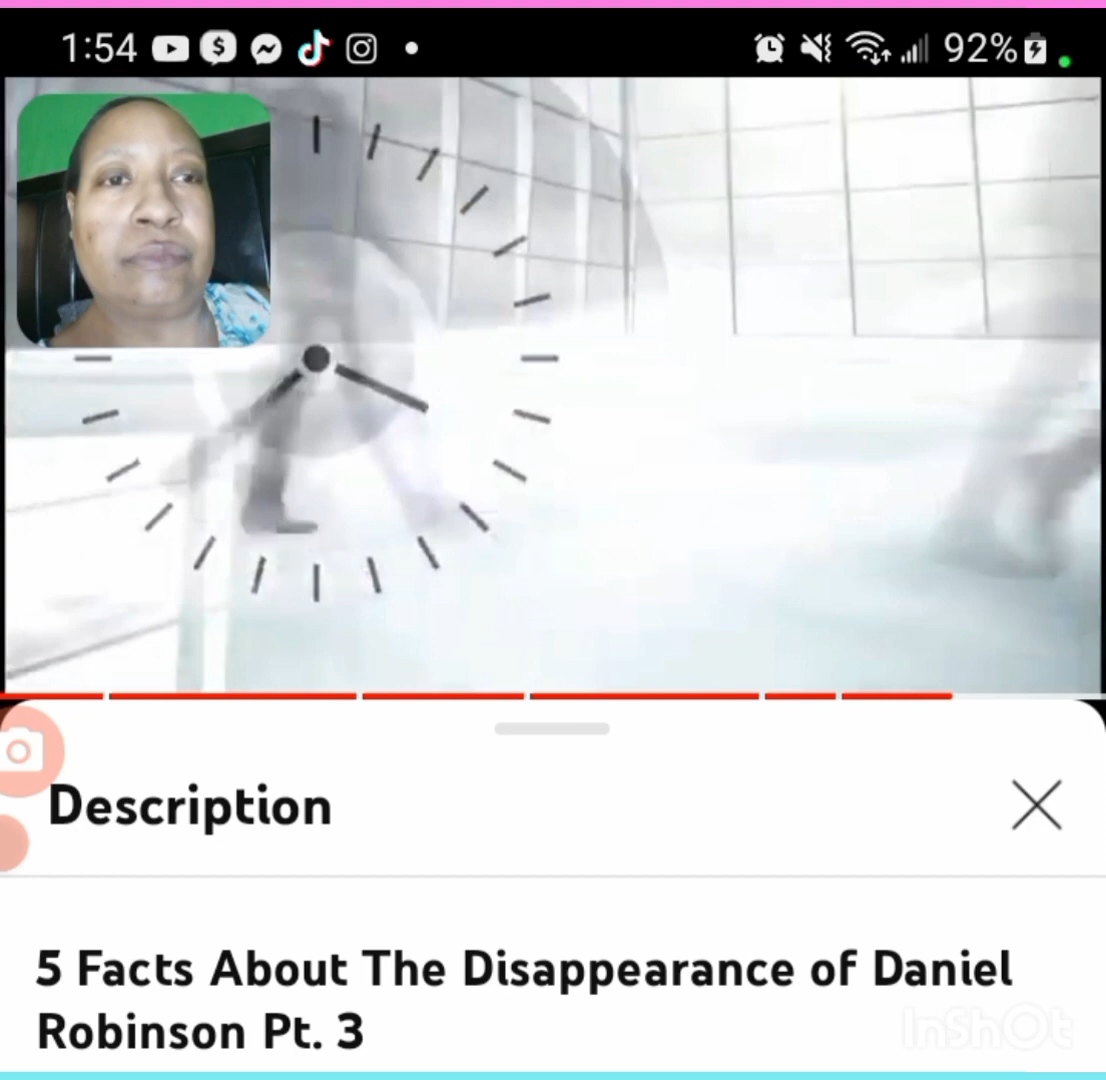 1:54 92%
Description
5 Facts About The Disappearance of Daniel
Robinson Pt. 3
InShOt